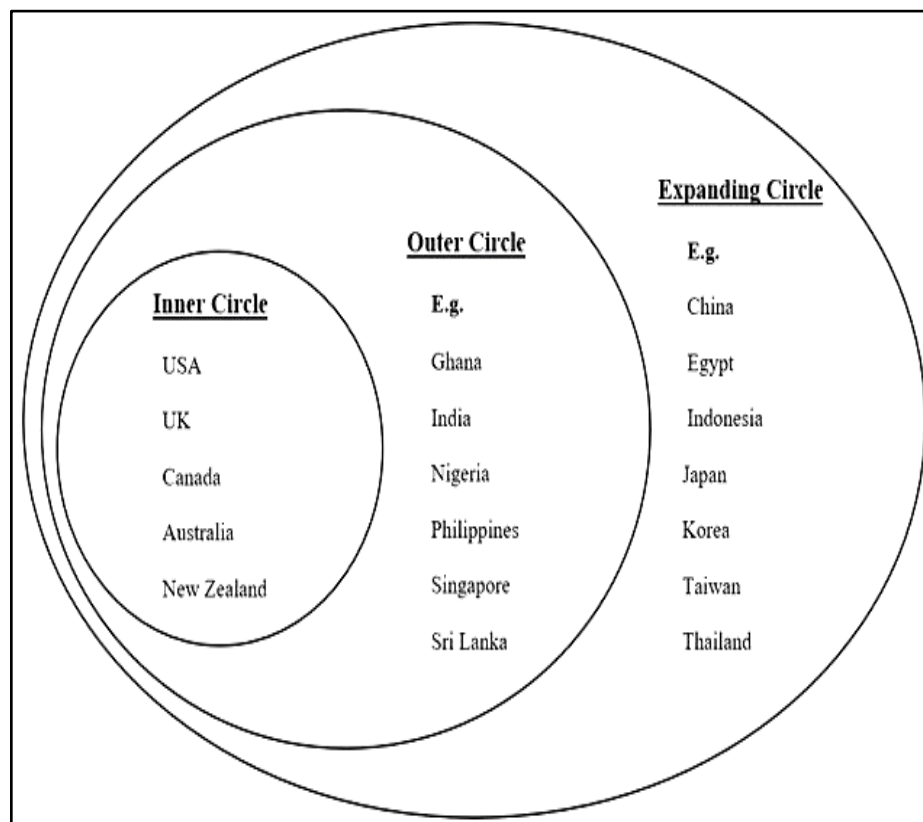 Inner Circle
USA
UK
Canada
Australia
New Zealand
Outer Circle
E.g.
Ghana
India
Nigeria
Philippines
Singapore
Sri Lanka
Expanding Circle
E.g.
China
Egypt
Indonesia
Japan
Korea
Taiwan
Thailand